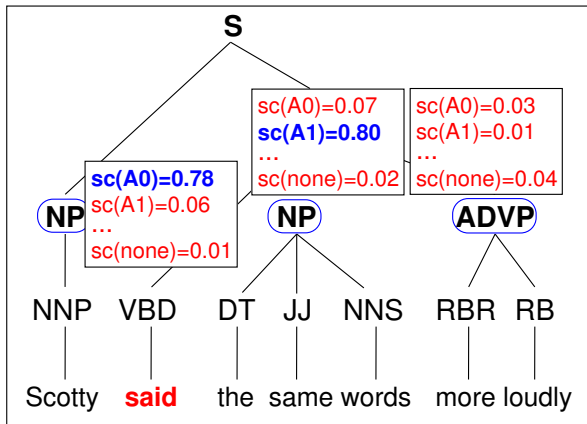 S
sc(A0)=0.07
sc(A1)=0.80
...
sc(none)=0.02
sc(A0)=0.03
sc(A1)=0.01
...
sc(none)=0.04
sc(A0)=0.78
sc(A1)=0.06
...
sc(none)=0.01
NP NP ADVP
NNP VBD DT JJ NNS RBR RB
Scotty said the same words more loudly